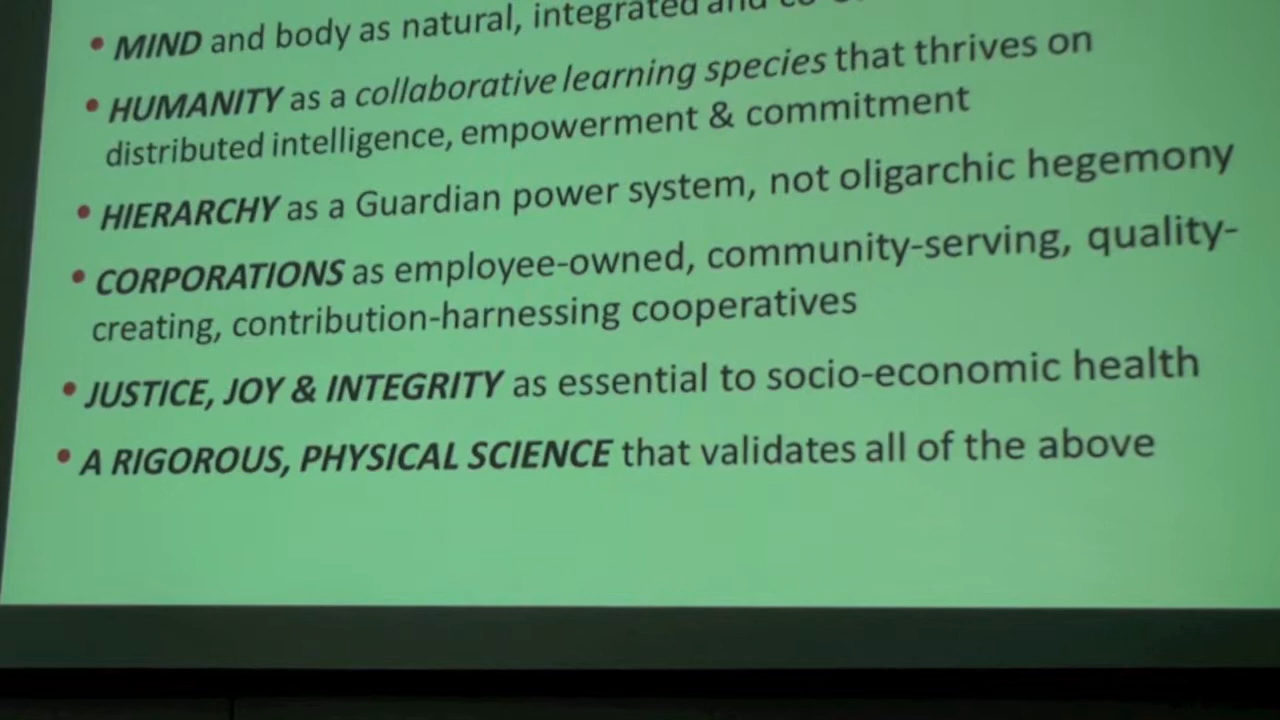 • MIND and body as natural, integrated and
• HUMANITY as a collaborative learning species that thrives on
distributed intelligence, empowerment & commitment
• HIERARCHY as a Guardian power system, not oligarchic hegemony
• CORPORATIONS as employee-owned, community-serving, quality-
creating, contribution-harnessing cooperatives
• JUSTICE, JOY & INTEGRITY as essential to socio-economic health
• A RIGOROUS, PHYSICAL SCIENCE that validates all of the above